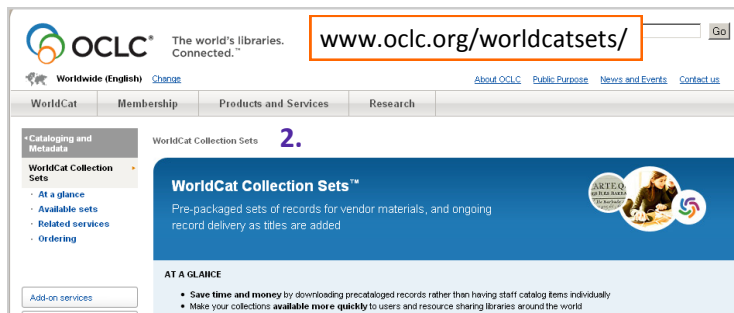 OCLC®
The world's libraries.
Connected.™
www.oclc.org/worldcatsets/
Go
Worldwide (English) Change
About OCLC Public Purpose News and Events Contact us
WorldCat Membership Products and Services Research
Cataloging and
Metadata
WorldCat Collection
Sets
· At a glance
· Available sets
· Related services
· Ordering
Add-on services
WorldCat Collection Sets 2.
WorldCat Collection Sets™
Pre-packaged sets of records for vendor materials, and ongoing
record delivery as titles are added
ARTE Q
AT A GLANCE
• Save time and money by downloading precataloged records rather than having staff catalog items individually
• Make your collections available more quickly to users and resource sharing libraries around the world